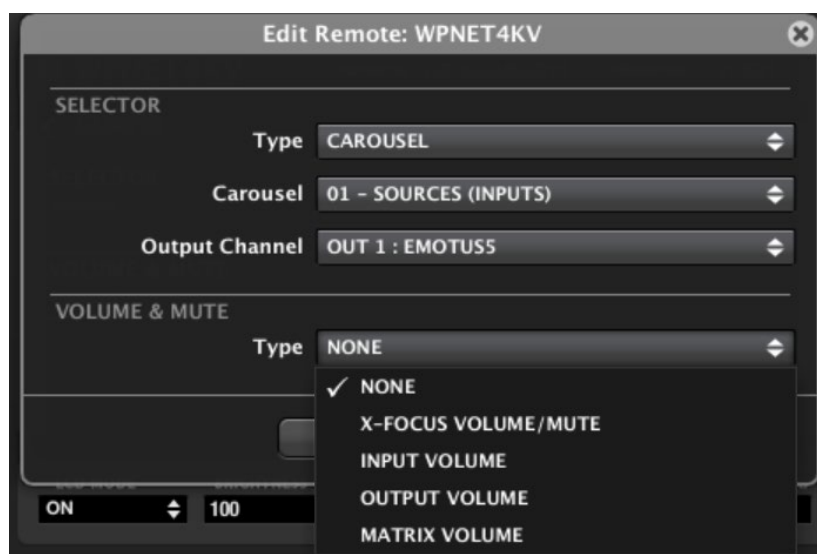 Edit Remote: WPNET4KV
SELECTOR
Type CAROUSEL
Carousel 01 – SOURCES (INPUTS)
Output Channel OUT 1 : EMOTUS5
VOLUME & MUTE
Type NONE
✓ NONE
X-FOCUS VOLUME/MUTE
INPUT VOLUME
OUTPUT VOLUME
MATRIX VOLUME
ON 100